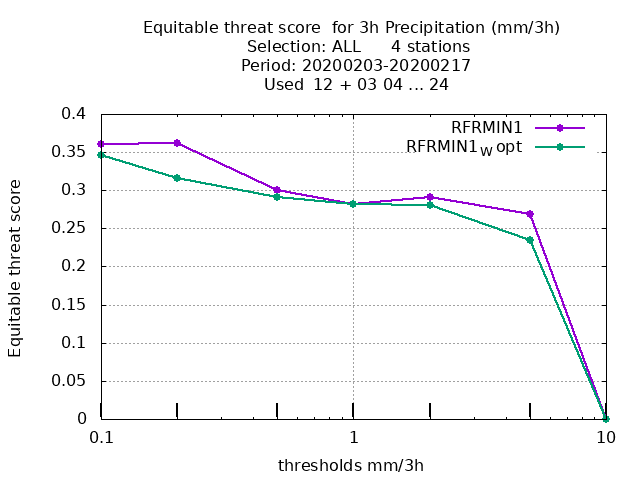 Equitable threat score  for 3h Precipitation (mm/3h)
Selection: ALL      4 stations
Period: 20200203-20200217
Used  12 + 03 04 ... 24
RFRMIN1
RFRMIN1W opt
0.4
0.35
0.3
0.25
0.2
0.15
0.1
0.05
0
Equitable threat score
0.1
1
10
thresholds mm/3h